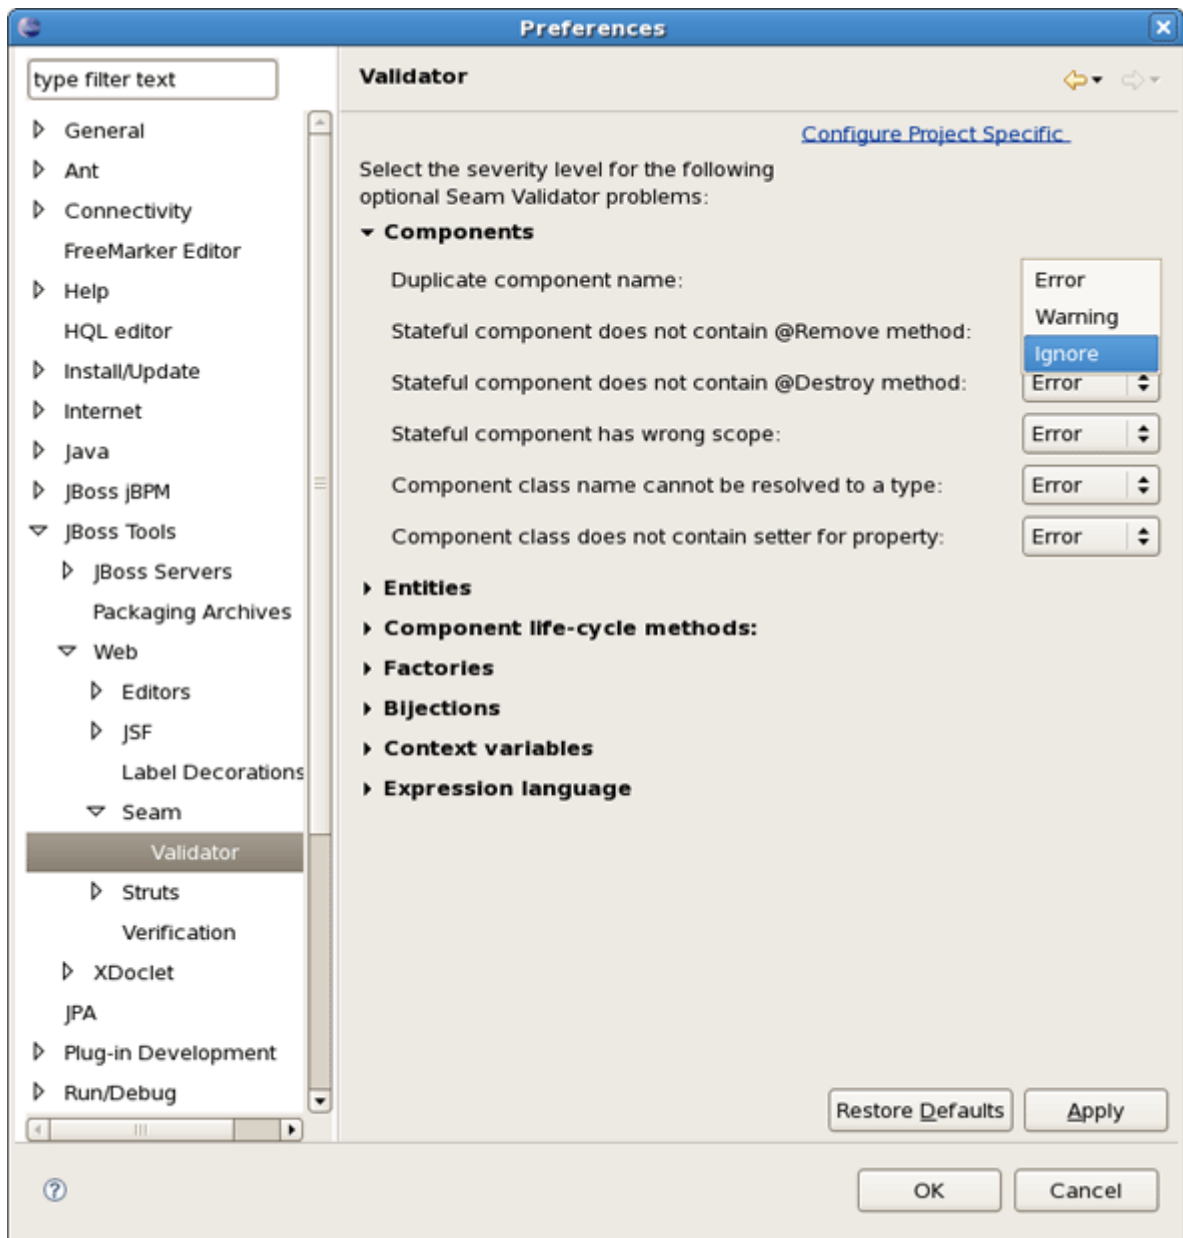 Preferences
type filter text
General
Ant
Connectivity
FreeMarker Editor
Help
HQL editor
Install/Update
Internet
Java
JBoss jBPM
JBoss Tools
JBoss Servers
Packaging Archives
Web
Editors
JSF
Label Decorations
Seam
Validator
Struts
Verification
XDoclet
JPA
Plug-in Development
Run/Debug
Validator
Configure Project Specific
Select the severity level for the following
optional Seam Validator problems:
Components
Duplicate component name:
Error
Warning
Ignore
Stateful component does not contain @Remove method:
Stateful component does not contain @Destroy method: Error
Stateful component has wrong scope: Error
Component class name cannot be resolved to a type: Error
Component class does not contain setter for property: Error
Entities
Component life-cycle methods:
Factories
Bijections
Context variables
Expression language
Restore Defaults Apply
OK Cancel